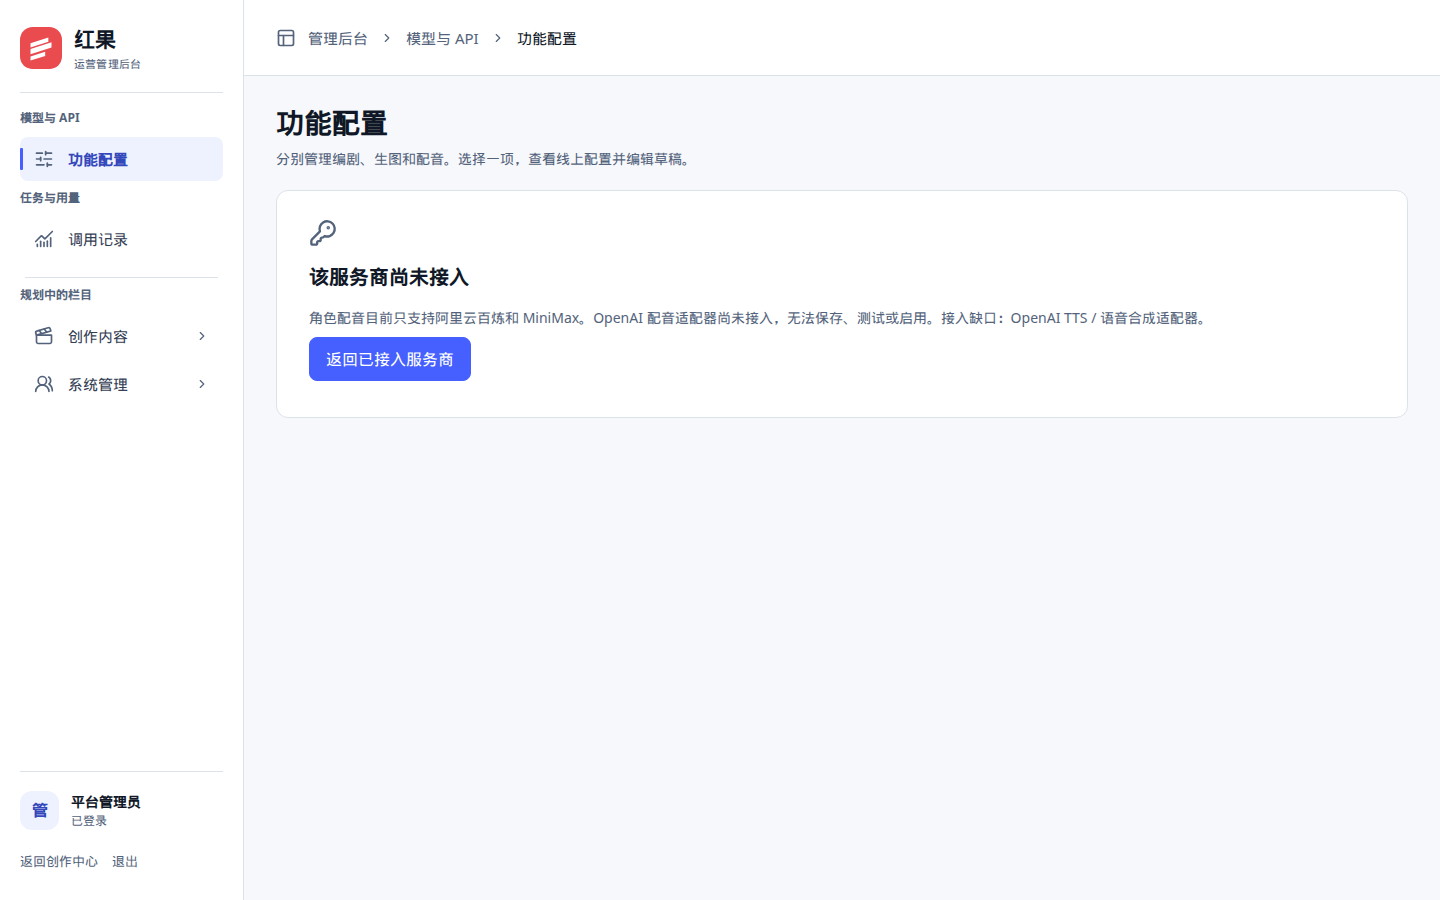 红果
运营管理后台
模型与 API
功能配置
任务与用量
调用记录
规划中的栏目
创作内容
系统管理
管
平台管理员
已登录
返回创作中心 退出
管理后台 模型与 API 功能配置
功能配置
分别管理编剧、生图和配音。选择一项，查看线上配置并编辑草稿。
该服务商尚未接入
角色配音目前只支持阿里云百炼和 MiniMax。OpenAI 配音适配器尚未接入，无法保存、测试或启用。接入缺口：OpenAI TTS / 语音合成适配器。
返回已接入服务商